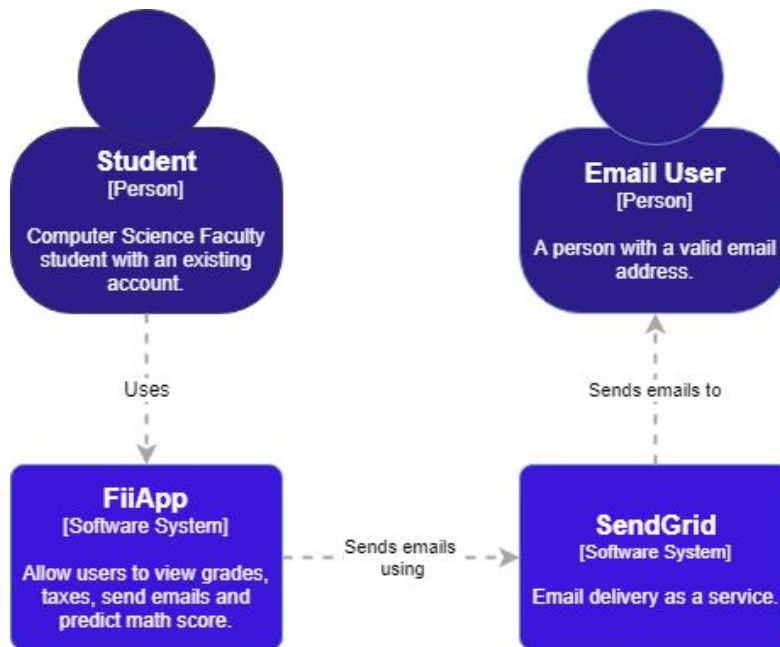 Student
[Person]
Computer Science Faculty
student with an existing
account.
Email User
[Person]
A person with a valid email
address.
Uses
Sends emails to
FiiApp
[Software System]
Allow users to view grades,
taxes, send emails and
predict math score.
Sends emails
using
SendGrid
[Software System]
Email delivery as a service.